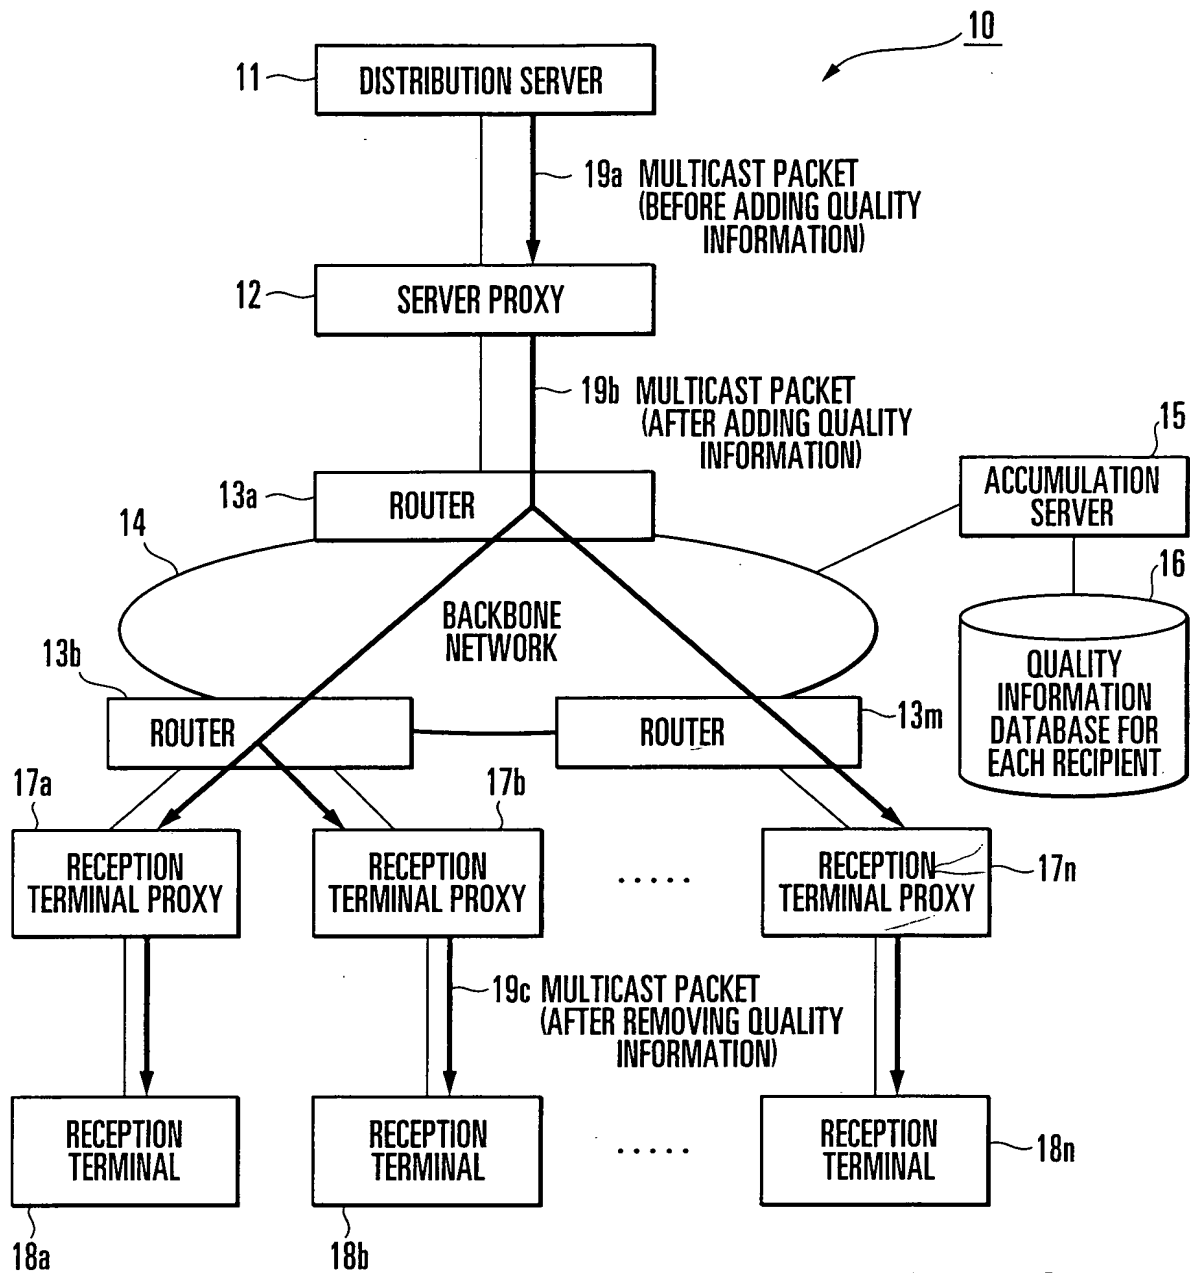 10
11
DISTRIBUTION SERVER
19a MULTICAST PACKET
(BEFORE ADDING QUALITY
INFORMATION)
12
SERVER PROXY
19b MULTICAST PACKET
(AFTER ADDING QUALITY
INFORMATION)
15
ACCUMULATION
SERVER
13a
ROUTER
14
16
BACKBONE
NETWORK
QUALITY
INFORMATION
DATABASE FOR
EACH RECIPIENT
13b
ROUTER
ROUTER
13m
17a
17b
RECEPTION
TERMINAL PROXY
RECEPTION
TERMINAL PROXY
.....
RECEPTION
TERMINAL PROXY
17n
19c MULTICAST PACKET
(AFTER REMOVING QUALITY
INFORMATION)
RECEPTION
TERMINAL
RECEPTION
TERMINAL
.....
RECEPTION
TERMINAL
18n
18a
18b